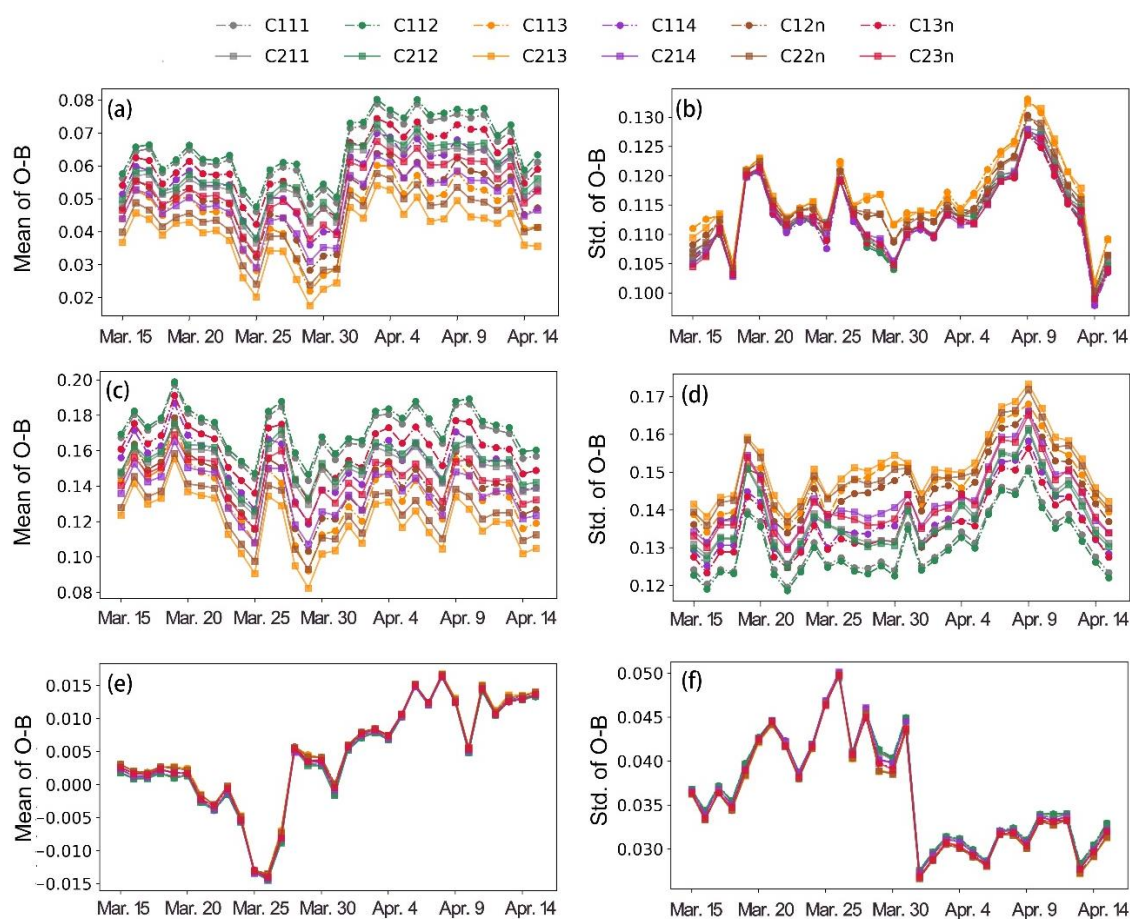 C111 C112 C113 C114 C12n C13n
C211 C212 C213 C214 C22n C23n
(a)
Mean of O-B
0.08
0.07
0.06
0.05
0.04
0.03
0.02
Mar. 15 Mar. 20 Mar. 25 Mar. 30 Apr. 4 Apr. 9 Apr. 14
(b)
Std. of O-B
0.130
0.125
0.120
0.115
0.110
0.105
0.100
Mar. 15 Mar. 20 Mar. 25 Mar. 30 Apr. 4 Apr. 9 Apr. 14
(c)
Mean of O-B
0.20
0.18
0.16
0.14
0.12
0.10
0.08
Mar. 15 Mar. 20 Mar. 25 Mar. 30 Apr. 4 Apr. 9 Apr. 14
(d)
Std. of O-B
0.17
0.16
0.15
0.14
0.13
0.12
Mar. 15 Mar. 20 Mar. 25 Mar. 30 Apr. 4 Apr. 9 Apr. 14
(e)
Mean of O-B
0.015
0.010
0.005
0.000
−0.005
−0.010
−0.015
Mar. 15 Mar. 20 Mar. 25 Mar. 30 Apr. 4 Apr. 9 Apr. 14
(f)
Std. of O-B
0.050
0.045
0.040
0.035
0.030
Mar. 15 Mar. 20 Mar. 25 Mar. 30 Apr. 4 Apr. 9 Apr. 14